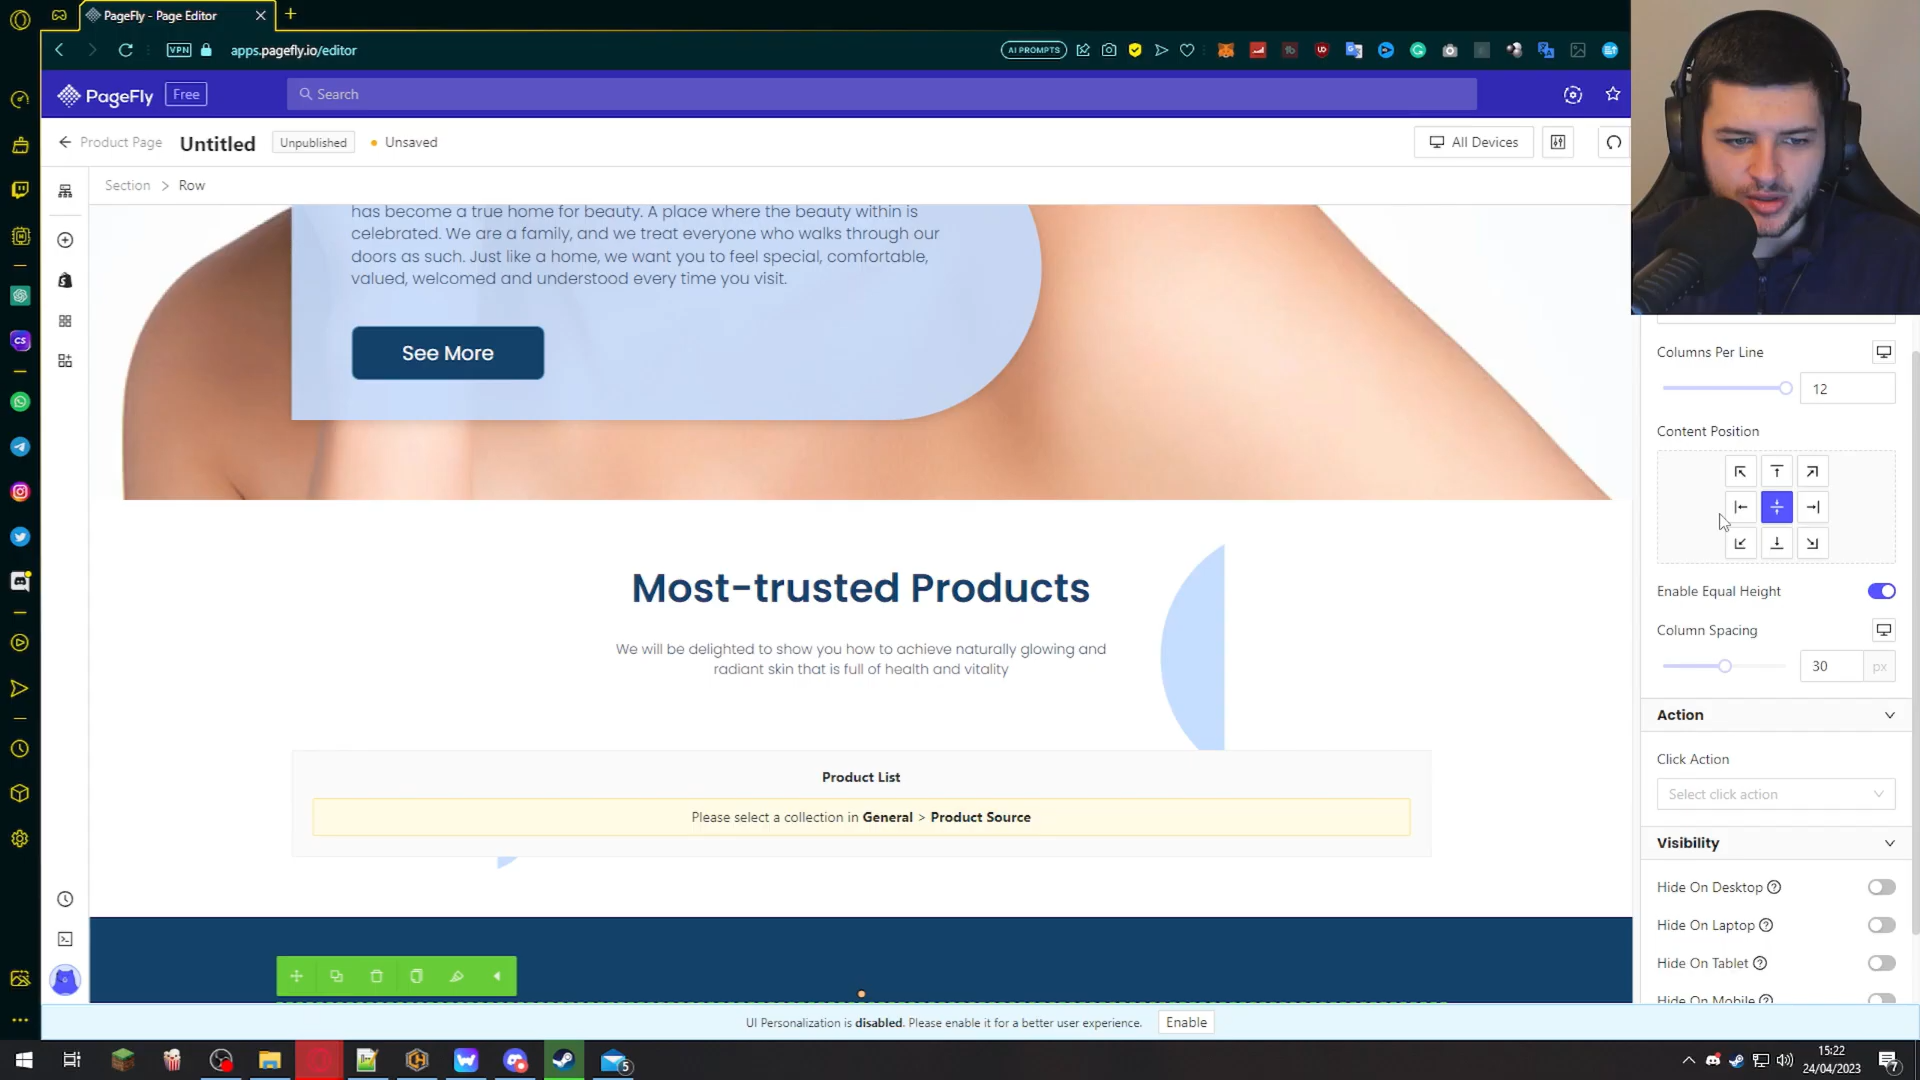 PageFly - Page Editor
VPN
apps.pagefly.io/editor
AI PROMPTS
PageFly
Free
Search
Product Page
Untitled
Unpublished
Unsaved
All Devices
Section > Row
has become a true home for beauty. A place where the beauty within is
celebrated. We are a family, and we treat everyone who walks through our
doors as such. Just like a home, we want you to feel special, comfortable,
valued, welcomed and understood every time you visit.
See More
Most-trusted Products
We will be delighted to show you how to achieve naturally glowing and
radiant skin that is full of health and vitality
Product List
Please select a collection in General > Product Source
Columns Per Line
12
Content Position
Enable Equal Height
Column Spacing
30 px
Action
Click Action
Select click action
Visibility
Hide On Desktop
Hide On Laptop
Hide On Tablet
Hide On Mobile
UI Personalization is disabled. Please enable it for a better user experience.
Enable
CS
5
15:22
24/04/2023
7